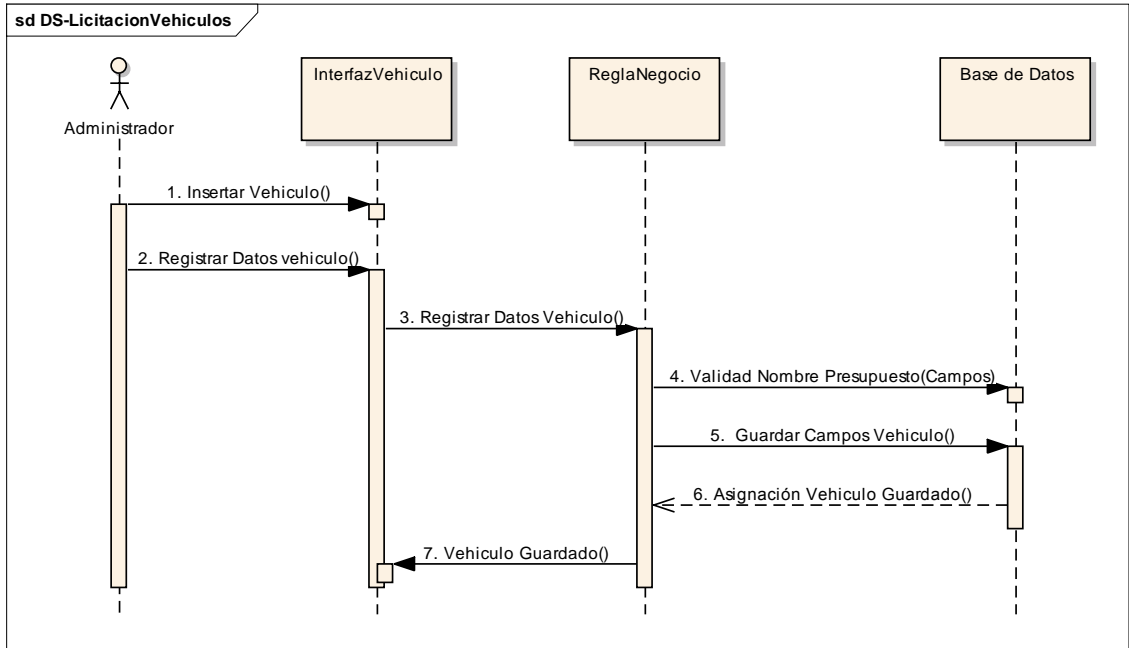 sd DS-LicitacionVehiculos
Administrador
InterfazVehiculo
ReglaNegocio
Base de Datos
1. Insertar Vehiculo()
2. Registrar Datos vehiculo()
3. Registrar Datos Vehiculo()
4. Validad Nombre Presupuesto(Campos)
5. Guardar Campos Vehiculo()
6. Asignación Vehiculo Guardado()
7. Vehiculo Guardado()